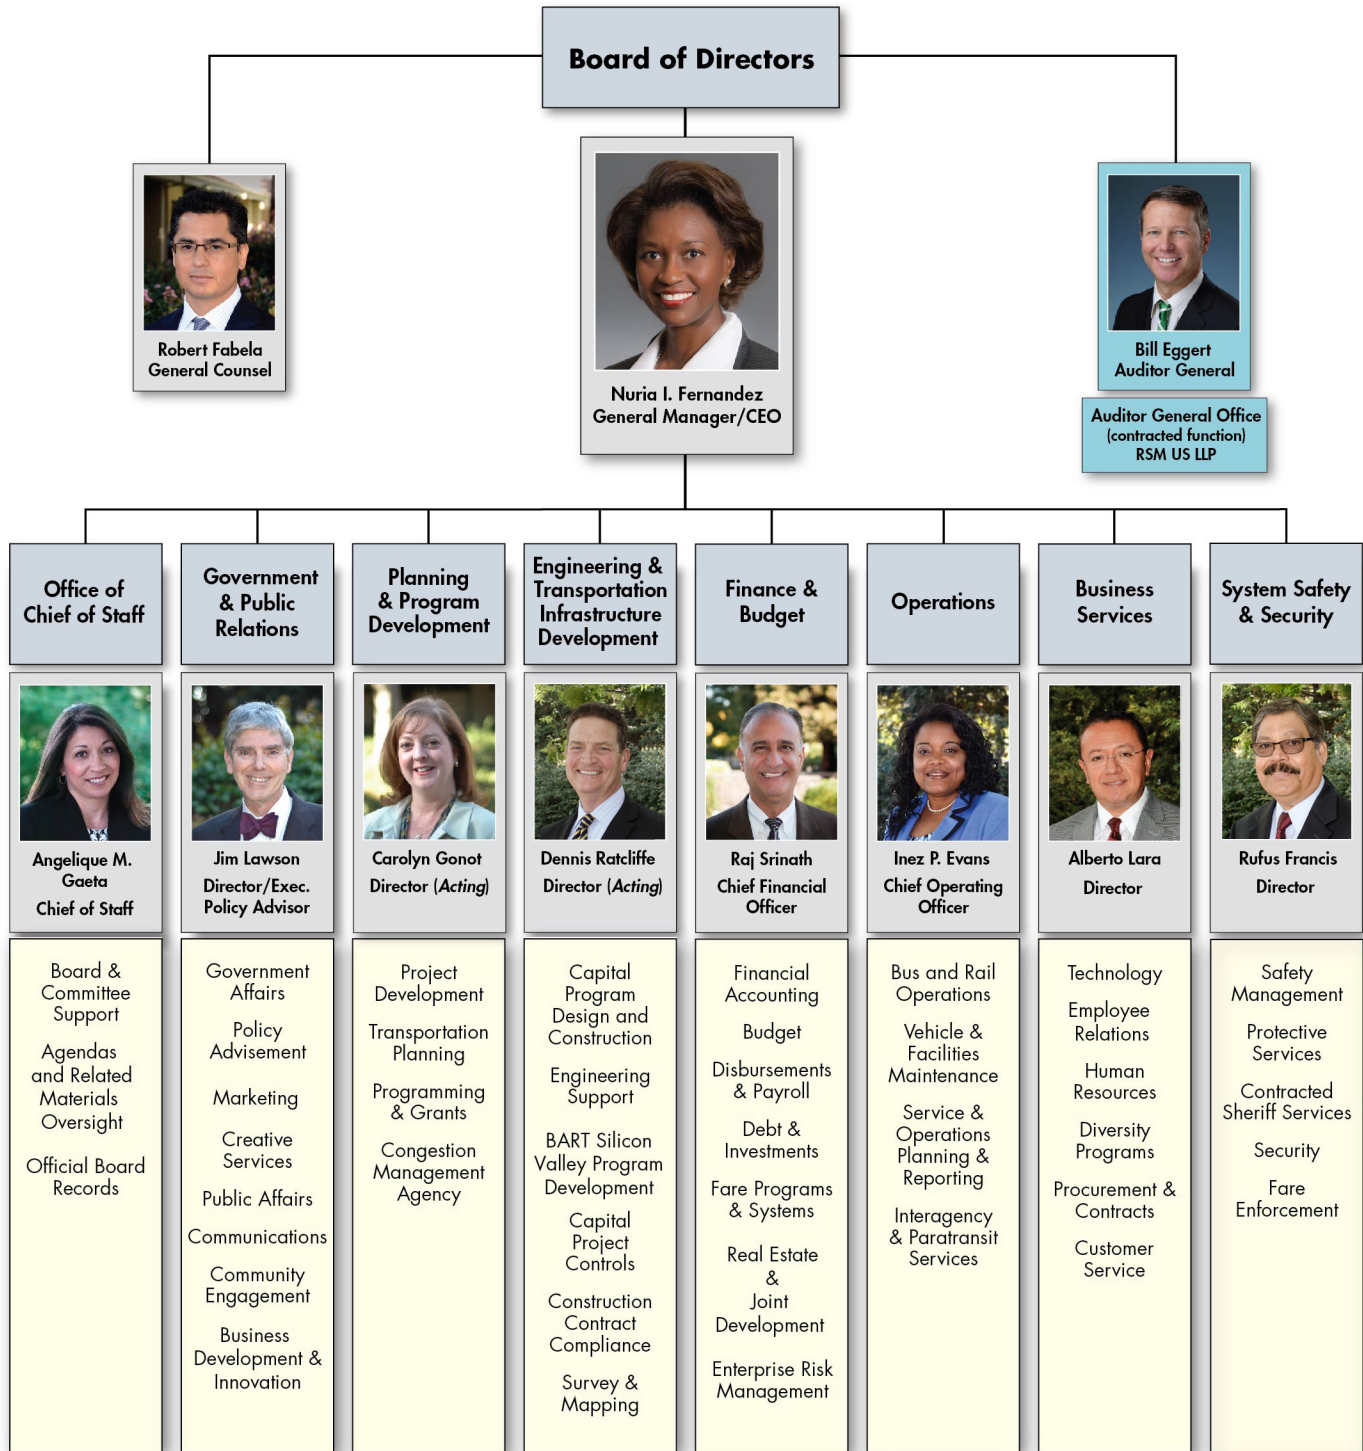 Board of Directors
Robert Fabela
General Counsel
Nuria I. Fernandez
General Manager/CEO
Bill Eggert
Auditor General
Auditor General Office
(contracted function)
RSM US LLP
Office of
Chief of Staff
Angelique M.
Gaeta
Chief of Staff
Board &
Committee
Support
Agendas
and Related
Materials
Oversight
Official Board
Records
Government
& Public
Relations
Jim Lawson
Director/Exec.
Policy Advisor
Government
Affairs
Policy
Advisement
Marketing
Creative
Services
Public Affairs
Communications
Community
Engagement
Business
Development &
Innovation
Planning
& Program
Development
Carolyn Gonot
Director (Acting)
Project
Development
Transportation
Planning
Programming
& Grants
Congestion
Management
Agency
Engineering &
Transportation
Infrastructure
Development
Dennis Ratcliffe
Director (Acting)
Capital
Program
Design and
Construction
Engineering
Support
BART Silicon
Valley Program
Development
Capital
Project
Controls
Construction
Contract
Compliance
Survey &
Mapping
Finance &
Budget
Raj Srinath
Chief Financial
Officer
Financial
Accounting
Budget
Disbursements
& Payroll
Debt &
Investments
Fare Programs
& Systems
Real Estate
&
Joint
Development
Enterprise Risk
Management
Operations
Inez P. Evans
Chief Operating
Officer
Bus and Rail
Operations
Vehicle &
Facilities
Maintenance
Service &
Operations
Planning &
Reporting
Interagency
& Paratransit
Services
Business
Services
Alberto Lara
Director
Technology
Employee
Relations
Human
Resources
Diversity
Programs
Procurement &
Contracts
Customer
Service
System Safety
& Security
Rufus Francis
Director
Safety
Management
Protective
Services
Contracted
Sheriff Services
Security
Fare
Enforcement